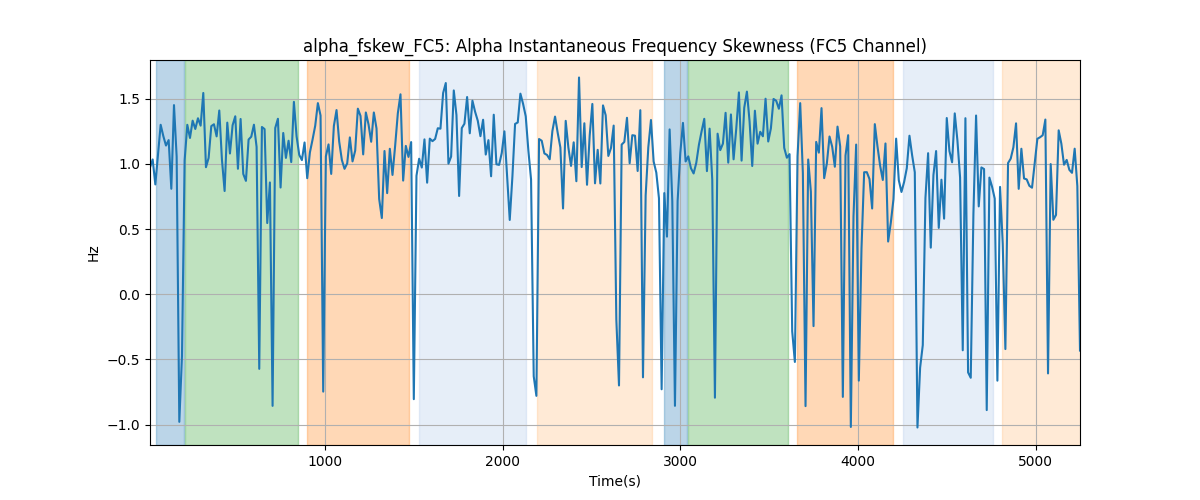 alpha_fskew_FC5: Alpha Instantaneous Frequency Skewness (FC5 Channel)
1.5
1.0
0.5
0.0
−0.5
−1.0
Hz
1000 2000 3000 4000 5000
Time(s)